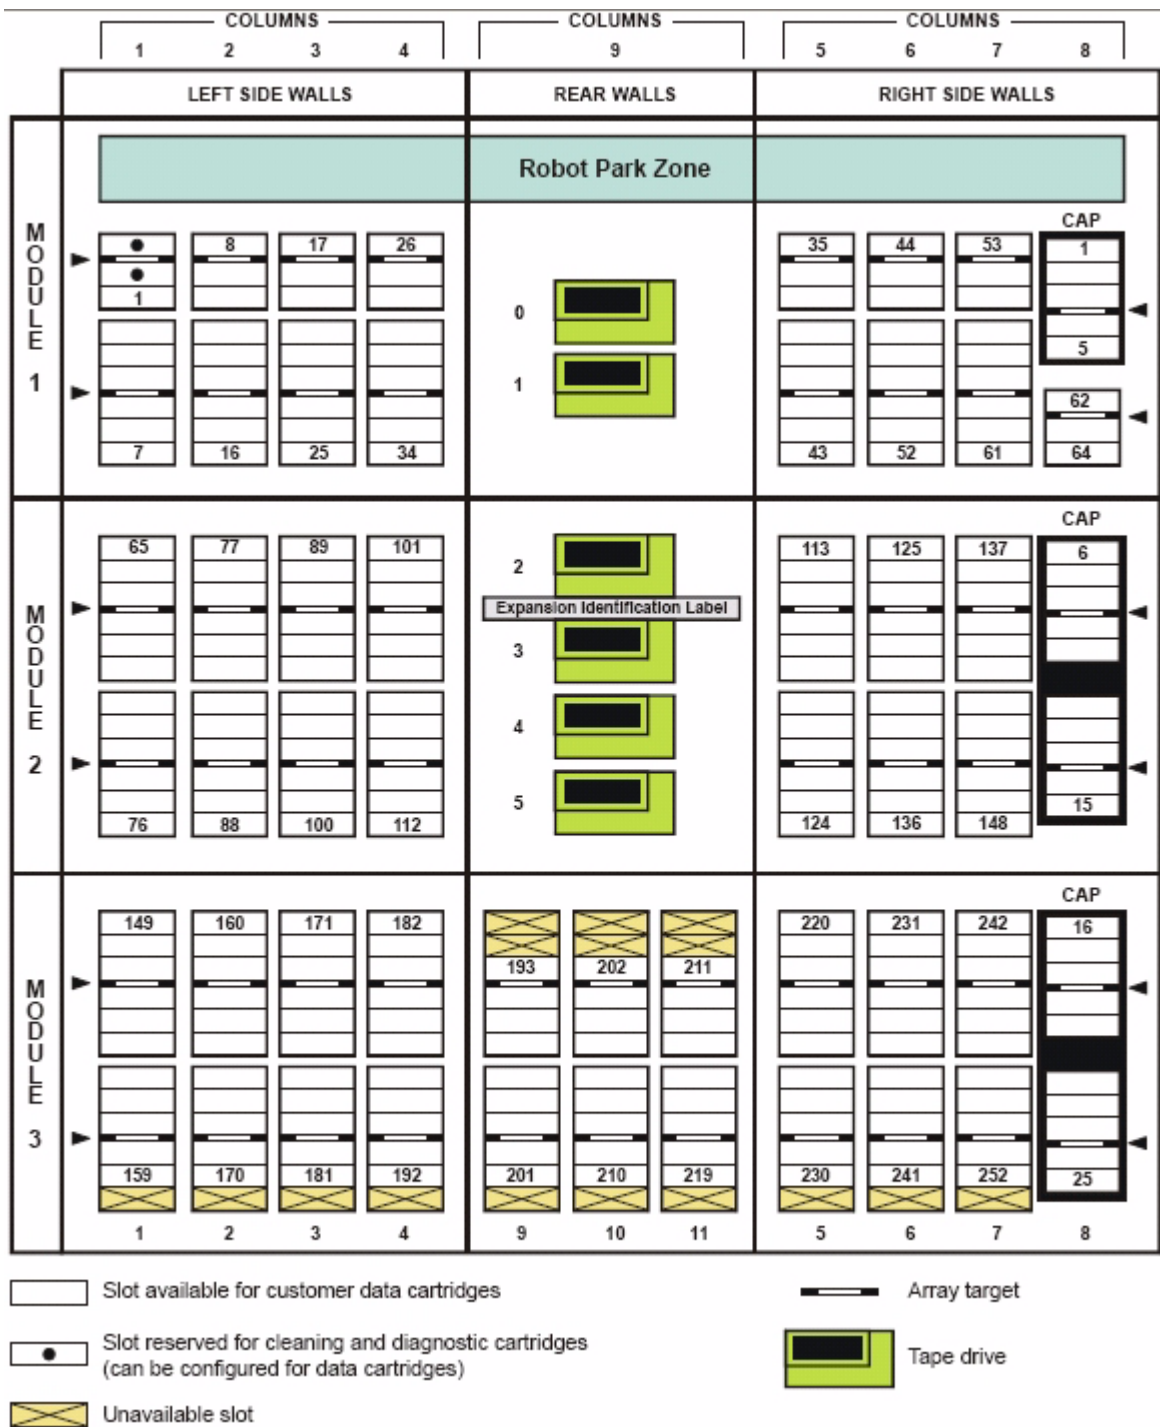 COLUMNS COLUMNS COLUMNS
1 2 3 4 9 5 6 7 8
LEFT SIDE WALLS REAR WALLS RIGHT SIDE WALLS
Robot Park Zone
MODULE 1
CAP
8 17 26 35 44 53 1
1
0
5
1
62
7 16 25 34 43 52 61 64
MODULE 2
CAP
65 77 89 101 113 125 137 6
2
Expansion Identification Label
3
4
5
15
76 88 100 112 124 136 148
MODULE 3
CAP
149 160 171 182 220 231 242 16
193 202 211
159 170 181 192 201 210 219 230 241 252 25
1 2 3 4 9 10 11 5 6 7 8
Slot available for customer data cartridges
Array target
Slot reserved for cleaning and diagnostic cartridges
(can be configured for data cartridges)
Tape drive
Unavailable slot